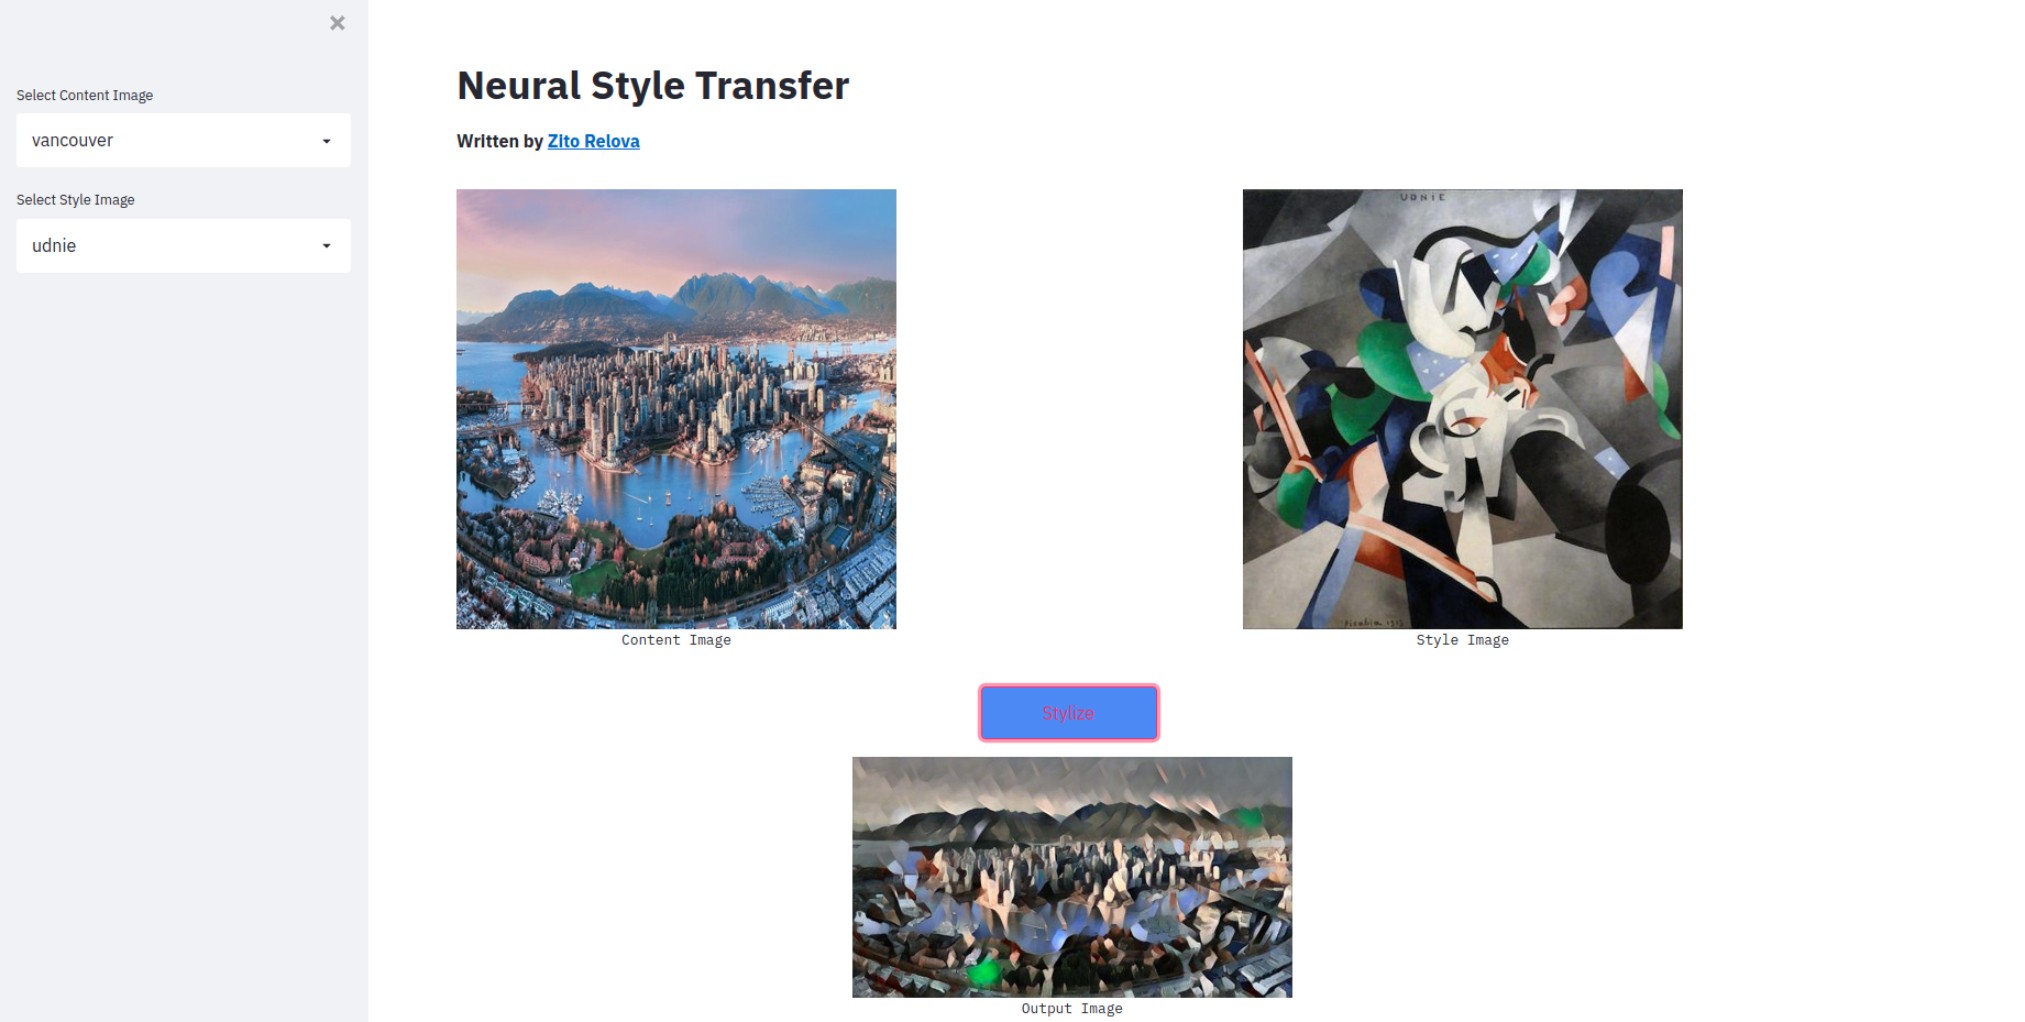 Select Content Image
vancouver
Select Style Image
udnie
Neural Style Transfer
Written by Zito Relova
UDNIE
Content Image
Style Image
Stylize
Output Image